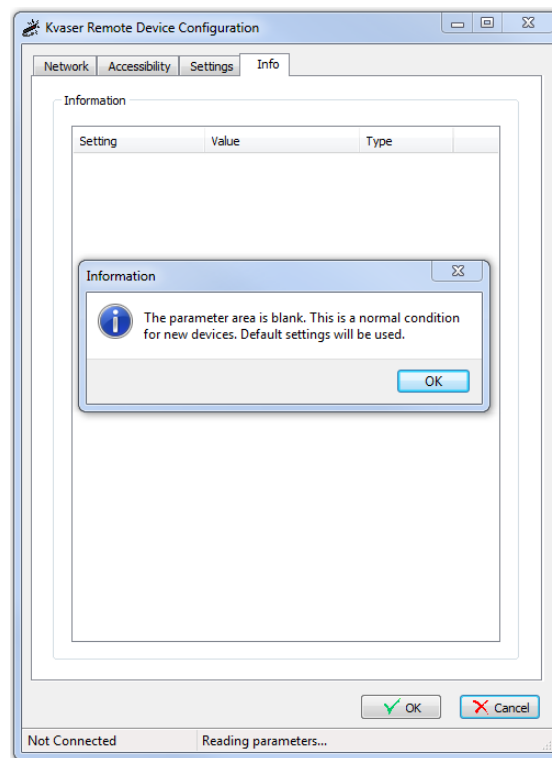 Kvaser Remote Device Configuration
Network Accessibility Settings Info
Information
Setting Value Type
Information
The parameter area is blank. This is a normal condition
for new devices. Default settings will be used.
OK
OK Cancel
Not Connected Reading parameters...